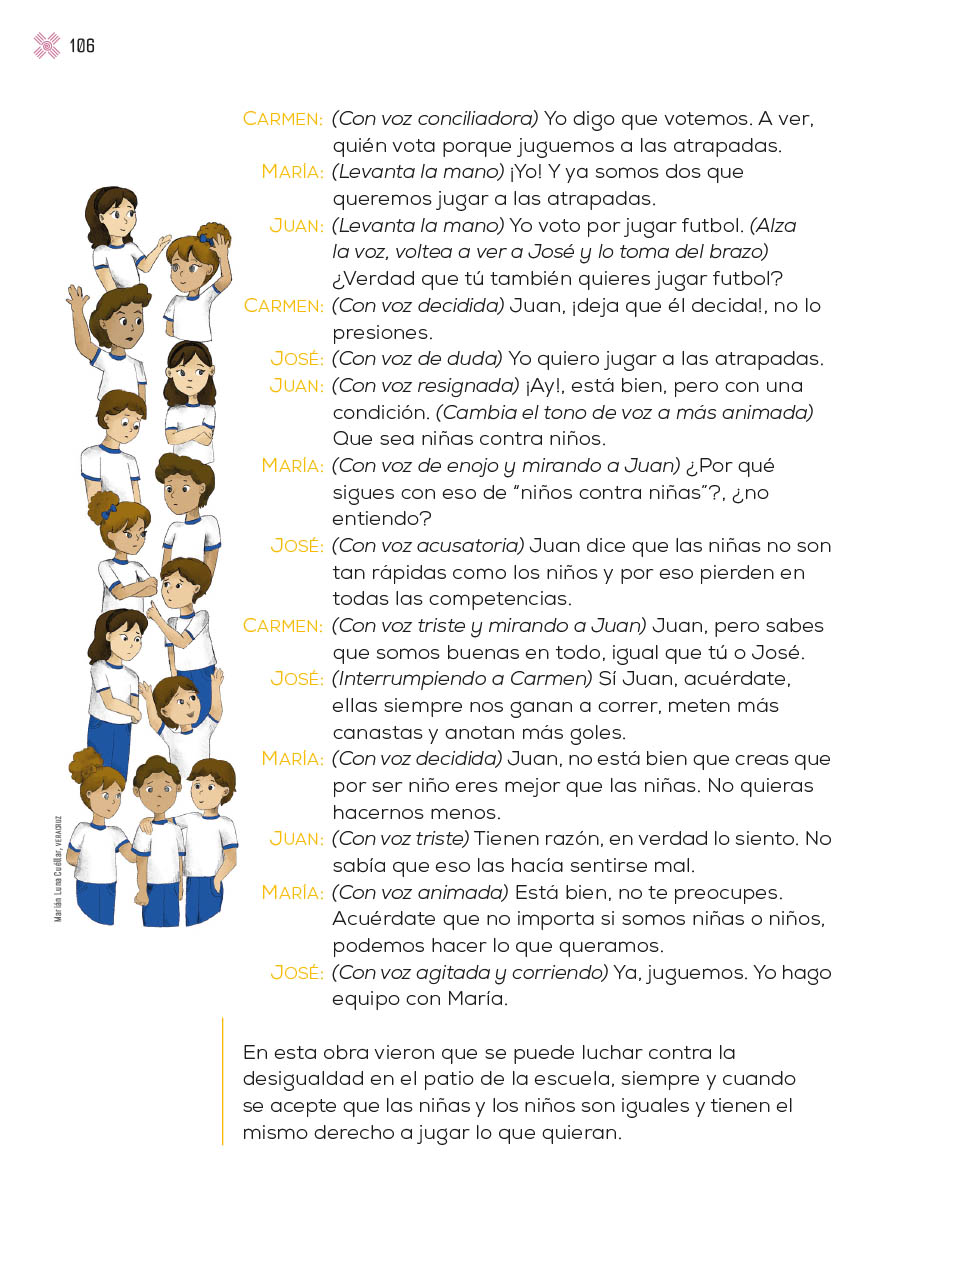 106
CARMEN: (Con voz conciliadora) Yo digo que votemos. A ver,
quién vota porque juguemos a las atrapadas.
MARÍA: (Levanta la mano) ¡Yo! Y ya somos dos que
queremos jugar a las atrapadas.
JUAN: (Levanta la mano) Yo voto por jugar futbol. (Alza
la voz, voltea a ver a José y lo toma del brazo)
¿Verdad que tú también quieres jugar futbol?
CARMEN: (Con voz decidida) Juan, ¡deja que él decida!, no lo
presiones.
JOSÉ: (Con voz de duda) Yo quiero jugar a las atrapadas.
JUAN: (Con voz resignada) ¡Ay!, está bien, pero con una
condición. (Cambia el tono de voz a más animada)
Que sea niñas contra niños.
MARÍA: (Con voz de enojo y mirando a Juan) ¿Por qué
sigues con eso de “niños contra niñas”?, ¿no
entiendo?
JOSÉ: (Con voz acusatoria) Juan dice que las niñas no son
tan rápidas como los niños y por eso pierden en
todas las competencias.
CARMEN: (Con voz triste y mirando a Juan) Juan, pero sabes
que somos buenas en todo, igual que tú o José.
JOSÉ: (Interrumpiendo a Carmen) Sí Juan, acuérdate,
ellas siempre nos ganan a correr, meten más
canastas y anotan más goles.
MARÍA: (Con voz decidida) Juan, no está bien que creas que
por ser niño eres mejor que las niñas. No quieras
hacernos menos.
JUAN: (Con voz triste) Tienen razón, en verdad lo siento. No
sabía que eso las hacía sentirse mal.
MARÍA: (Con voz animada) Está bien, no te preocupes.
Acuérdate que no importa si somos niñas o niños,
podemos hacer lo que queramos.
JOSÉ: (Con voz agitada y corriendo) Ya, juguemos. Yo hago
equipo con María.
En esta obra vieron que se puede luchar contra la
desigualdad en el patio de la escuela, siempre y cuando
se acepte que las niñas y los niños son iguales y tienen el
mismo derecho a jugar lo que quieran.
Marián Luna Cuéllar, VERACRUZ